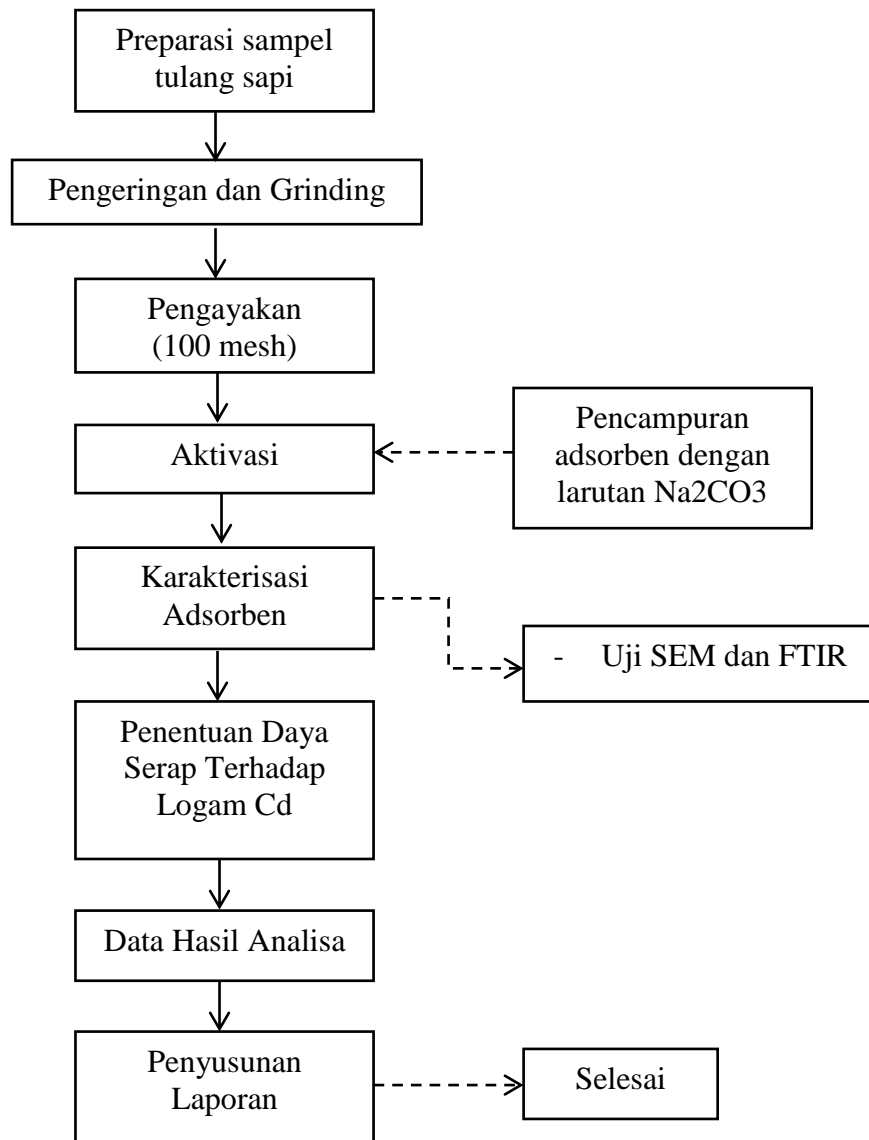 Preparasi sampel
tulang sapi
Pengeringan dan Grinding
Pengayakan
(100 mesh)
Aktivasi
Pencampuran
adsorben dengan
larutan Na2CO3
Karakterisasi
Adsorben
- Uji SEM dan FTIR
Penentuan Daya
Serap Terhadap
Logam Cd
Data Hasil Analisa
Penyusunan
Laporan
Selesai